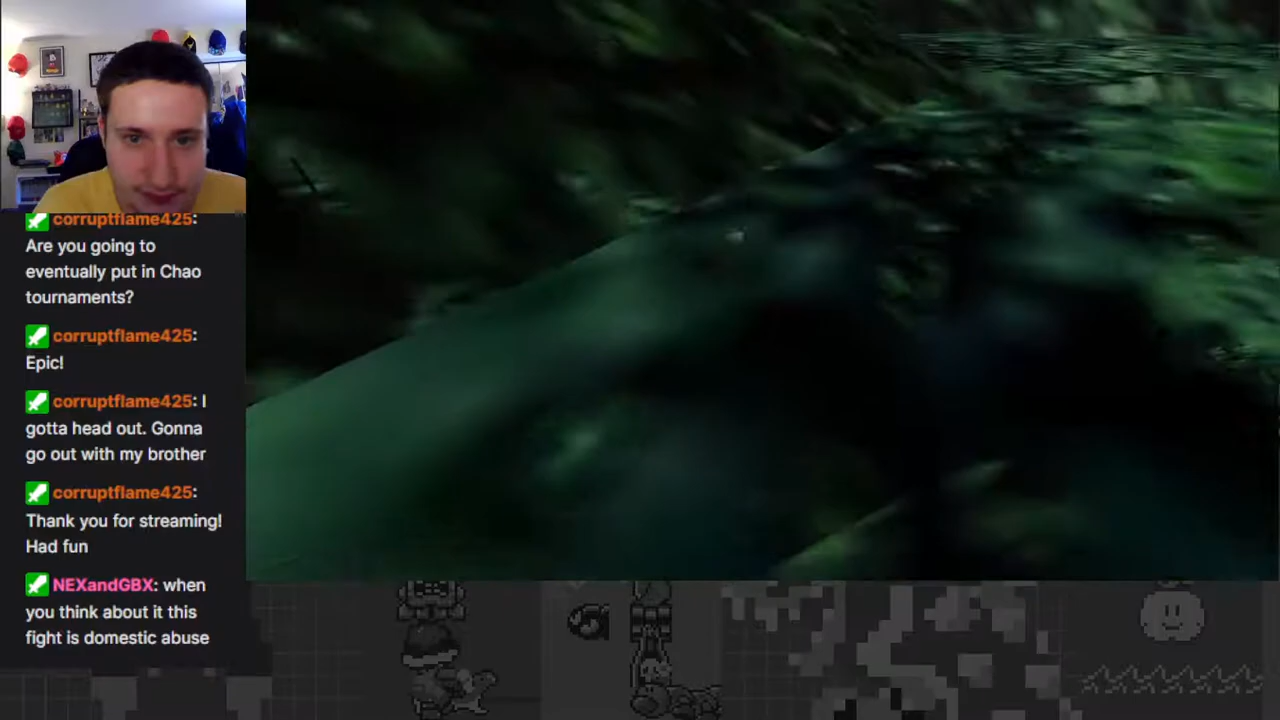 corruptflame425:
Are you going to
eventually put in Chao
tournaments?
corruptflame425:
Epic!
corruptflame425: I
gotta head out. Gonna
go out with my brother
corruptflame425:
Thank you for streaming!
Had fun
NEXandGBX: when
you think about it this
fight is domestic abuse